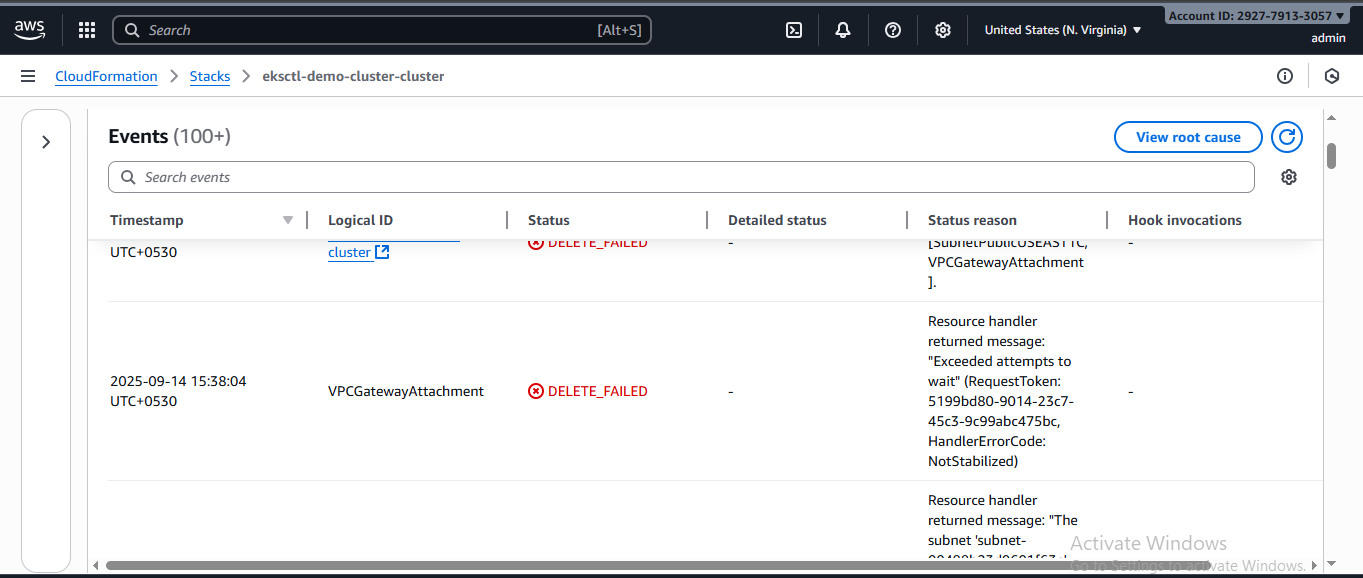 aws
Search
[Alt+S]
United States (N. Virginia)
Account ID: 2927-7913-3057
admin
CloudFormation
Stacks
eksctl-demo-cluster-cluster
Events (100+)
View root cause
Search events
Timestamp
Logical ID
Status
Detailed status
Status reason
Hook invocations
UTC+0530
cluster
DELETE_FAILED
-
[SubnetPublicUSEAST1C,
VPCGatewayAttachment
].
-
2025-09-14 15:38:04
UTC+0530
VPCGatewayAttachment
DELETE_FAILED
-
Resource handler
returned message:
"Exceeded attempts to
wait" (RequestToken:
5199bd80-9014-23c7-
45c3-9c99abc475bc,
HandlerErrorCode:
NotStabilized)
-
Resource handler
returned message: "The
subnet 'subnet-
Activate Windows
Go to Settings to activate Windows.